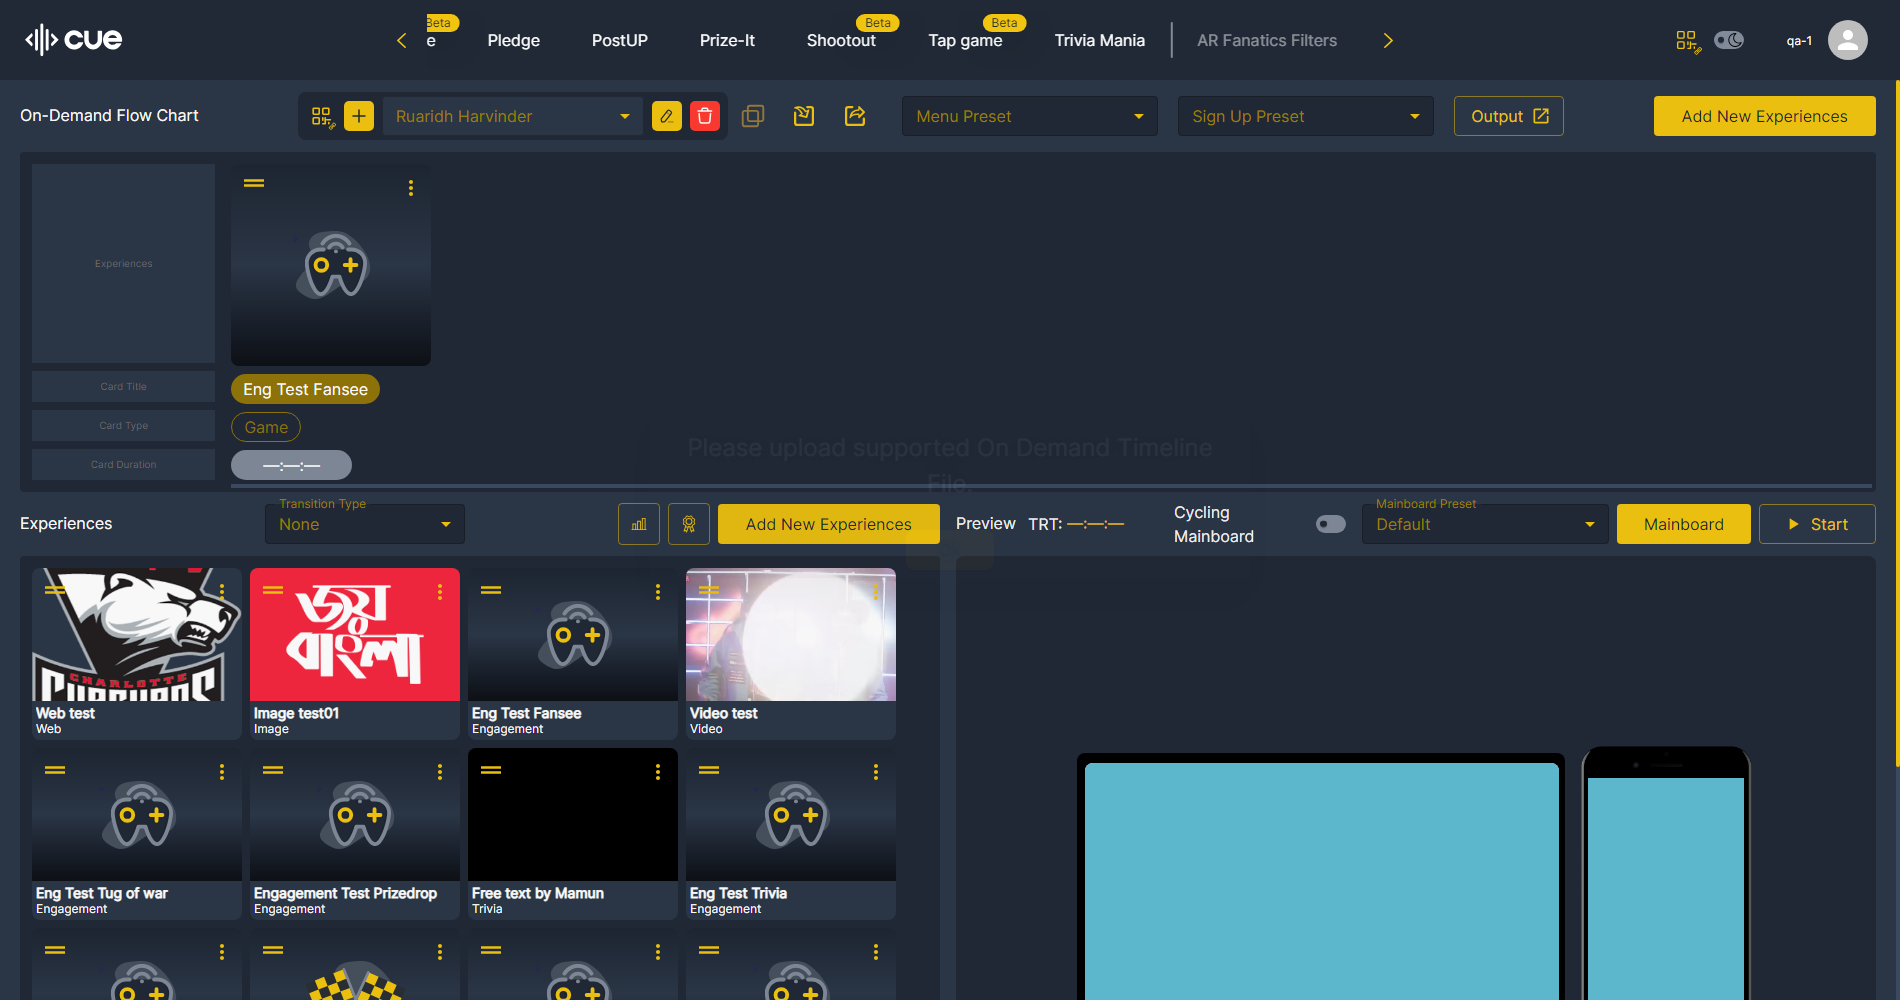 cue
Beta
e
Pledge
PostUP
Prize-It
Beta
Shootout
Beta
Tap game
Trivia Mania
AR Fanatics Filters
qa-1
On-Demand Flow Chart
Ruaridh Harvinder
Menu Preset
Sign Up Preset
Output
Add New Experiences
Experiences
Card Title
Card Type
Card Duration
Eng Test Fansee
Game
—:—:—
Please upload supported On Demand Timeline
File.
Experiences
Transition Type
None
Add New Experiences
Preview
TRT: —:—:—
Cycling
Mainboard
Mainboard Preset
Default
Mainboard
Start
CHARLOTTE
Web test
Web
জয়
বাংলা
Image test01
Image
Eng Test Fansee
Engagement
Video test
Video
Eng Test Tug of war
Engagement
Engagement Test Prizedrop
Engagement
Free text by Mamun
Trivia
Eng Test Trivia
Engagement